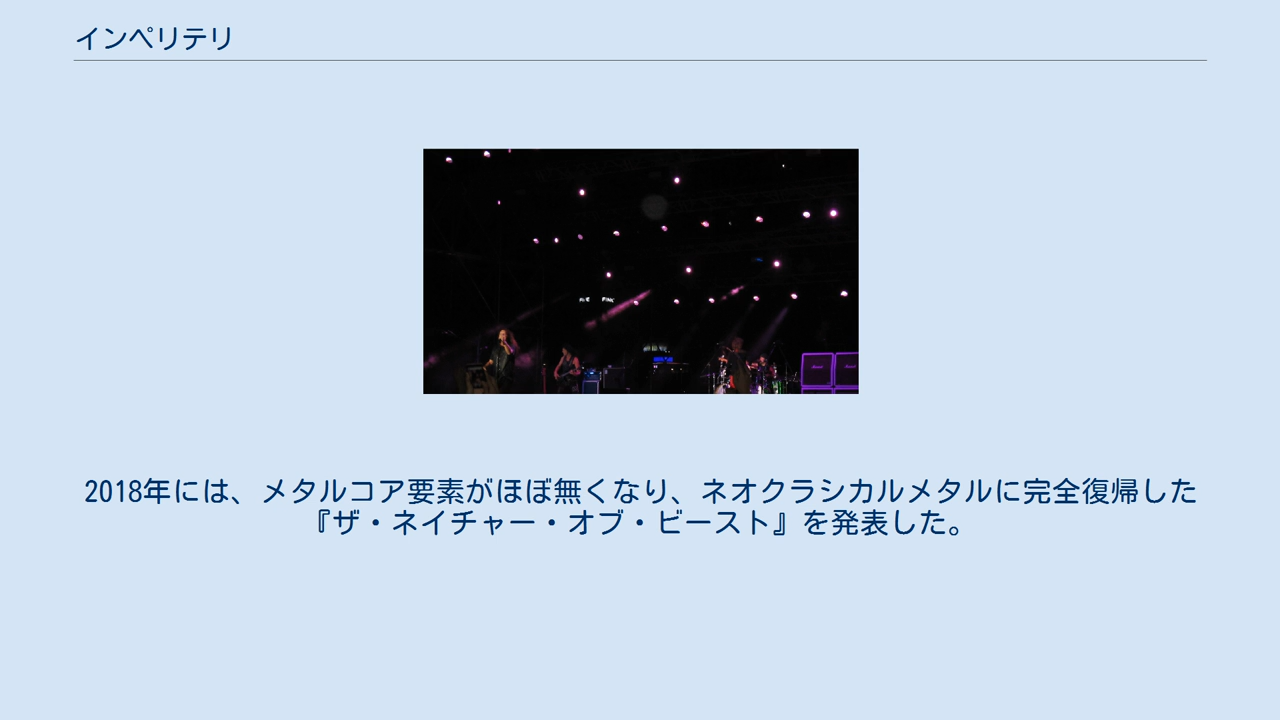 インペリテリ
2018年には、メタルコア要素がほぼ無くなり、ネオクラシカルメタルに完全復帰した
『ザ・ネイチャー・オブ・ビースト』を発表した。